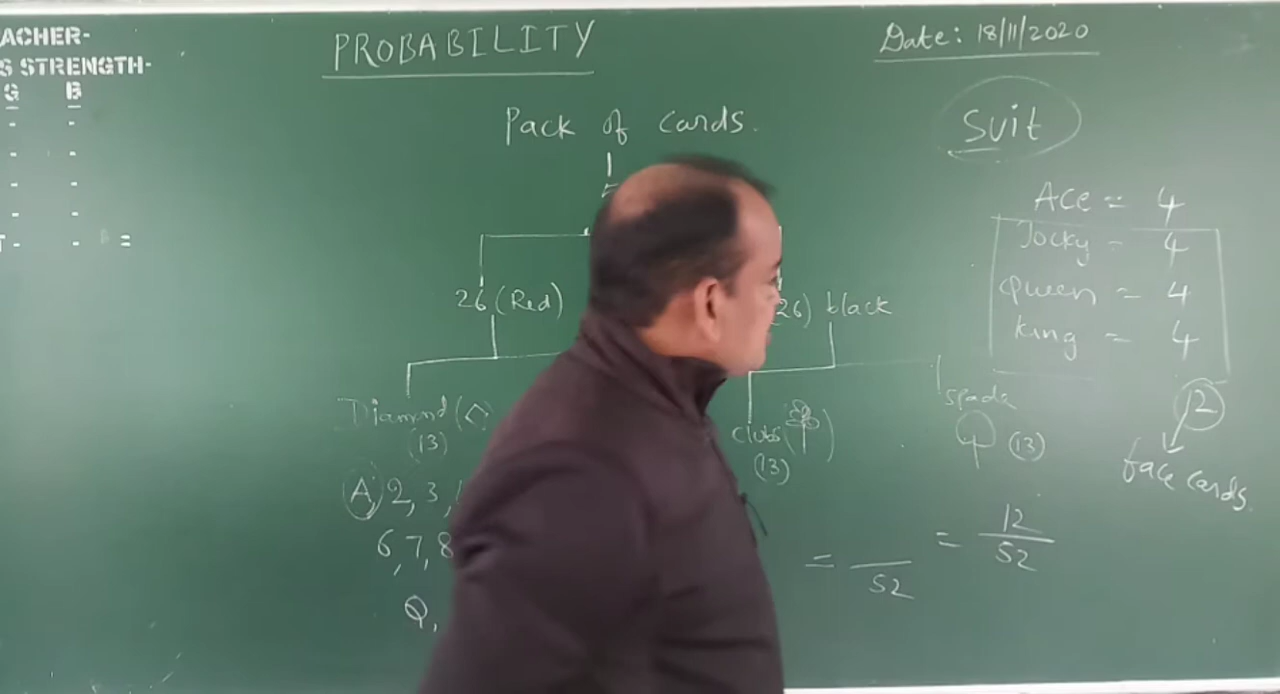 ACHER-
S STRENGTH-
G B
PROBABILITY
Date: 18/11/2020
Pack of cards.
Suit
Ace = 4
Jocky = 4
Queen = 4
King = 4
12
face cards.
26 (Red)
26) black
Diamond (◇)
(13)
Clubs (♣)
(13)
Spade
(13)
A, 2, 3,
6, 7, 8
Q,
= /52 = 12/52